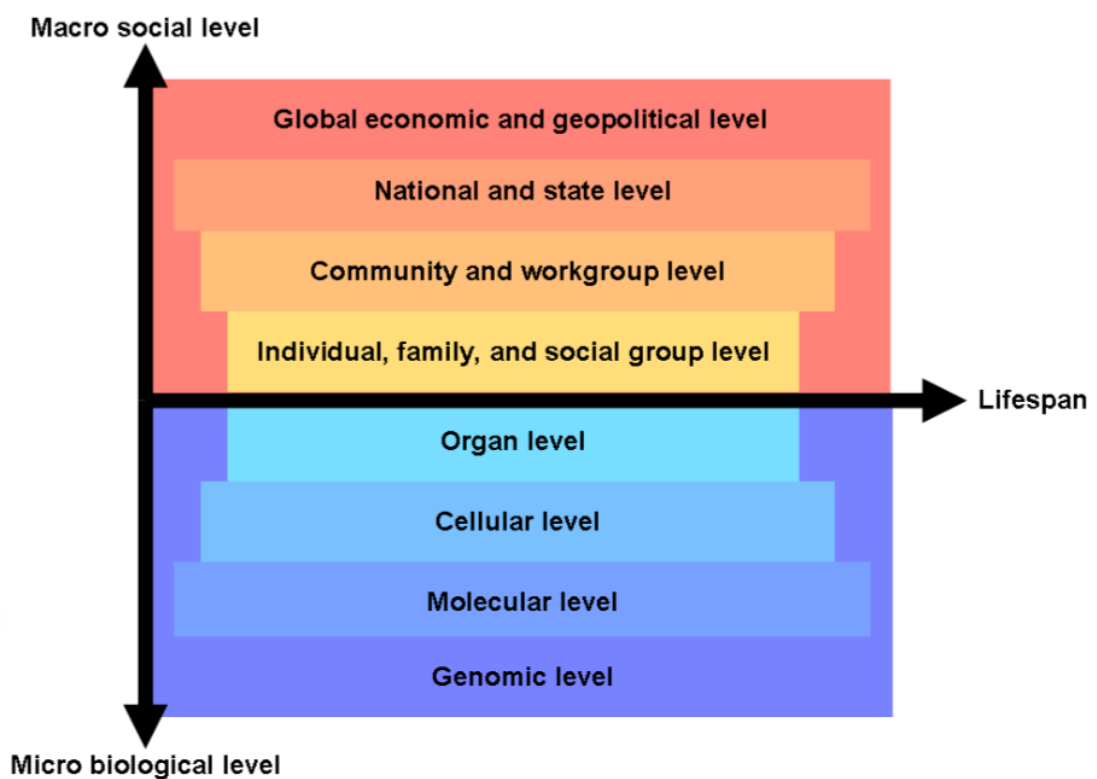 Macro social level
Global economic and geopolitical level
National and state level
Community and workgroup level
Individual, family, and social group level
Lifespan
Organ level
Cellular level
Molecular level
Genomic level
Micro biological level